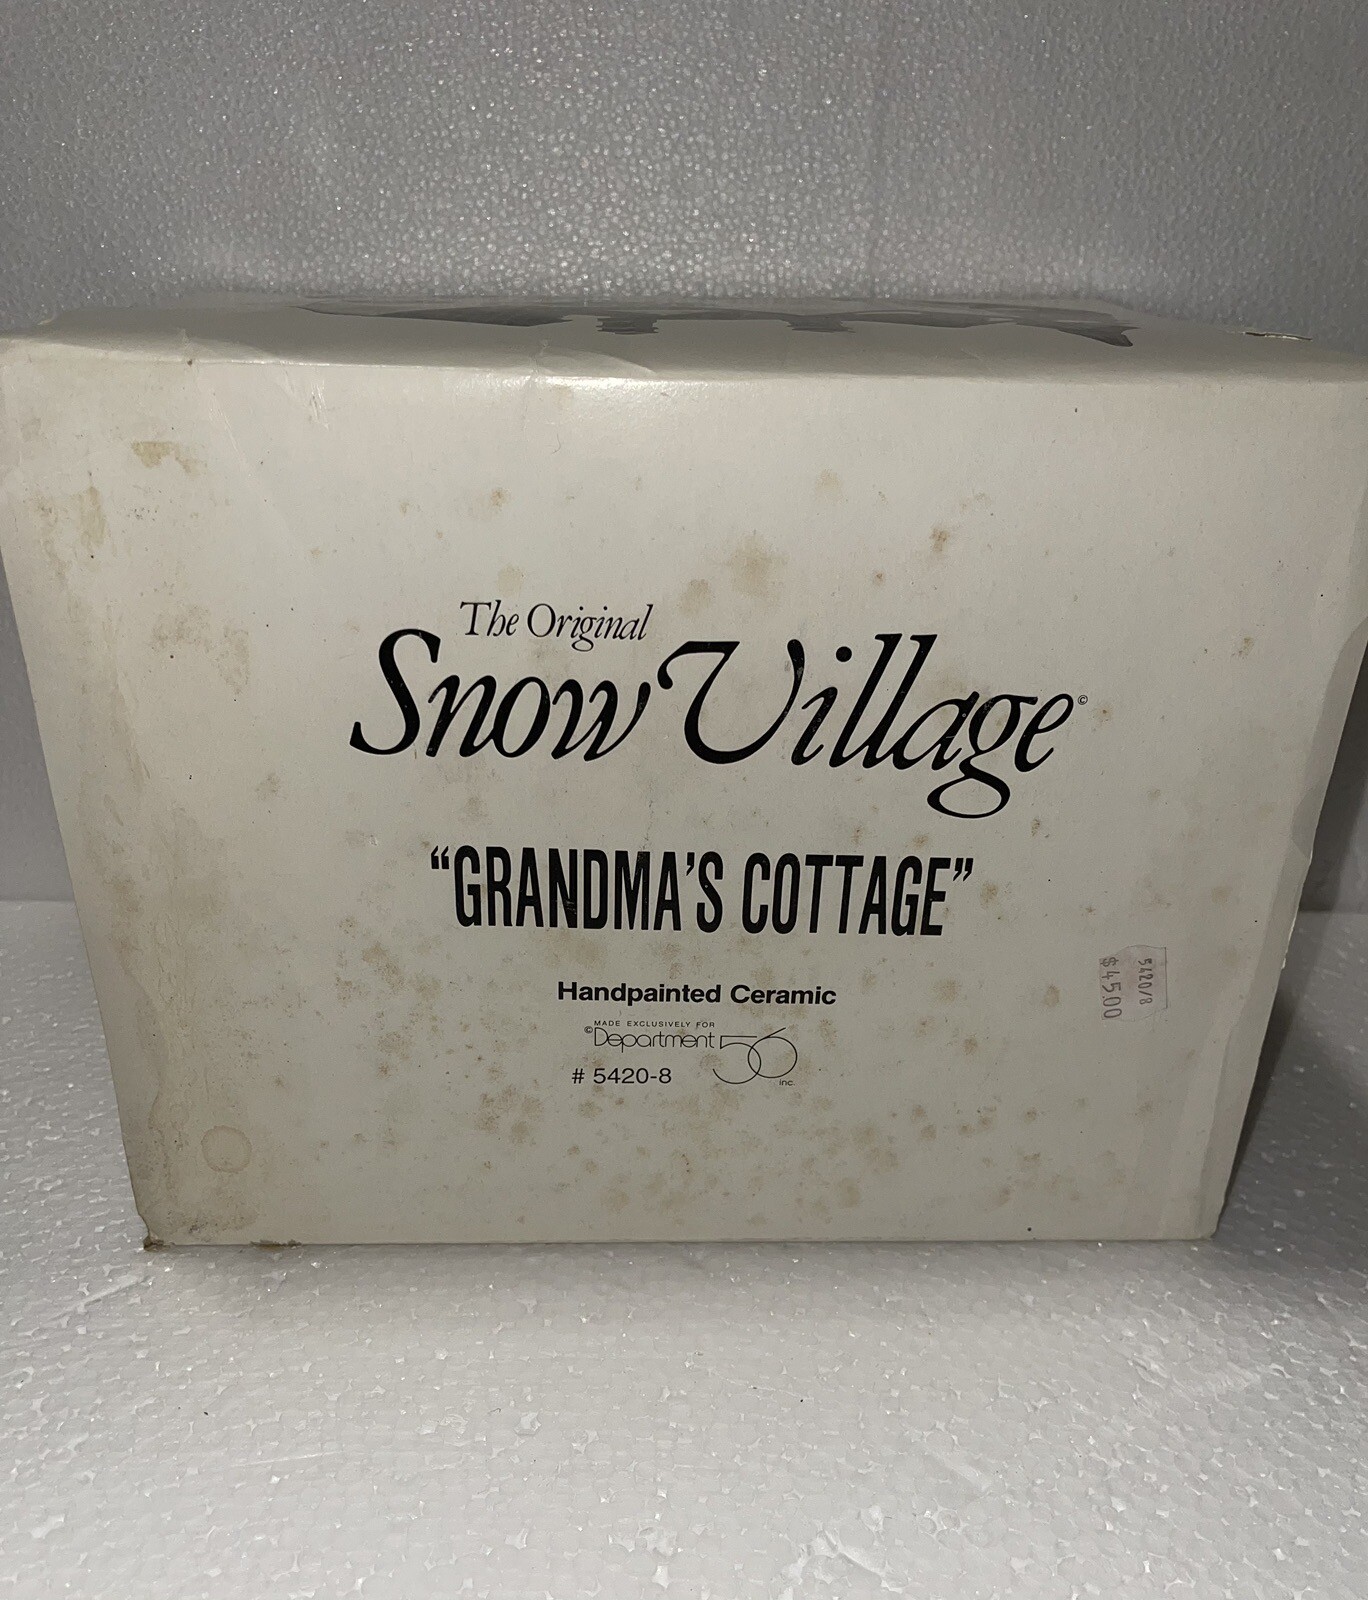 The Original
Snow Village©
“GRANDMA’S COTTAGE”
Handpainted Ceramic
MADE EXCLUSIVELY FOR
©Department 56
inc.
# 5420-8
5420/8
$45.00